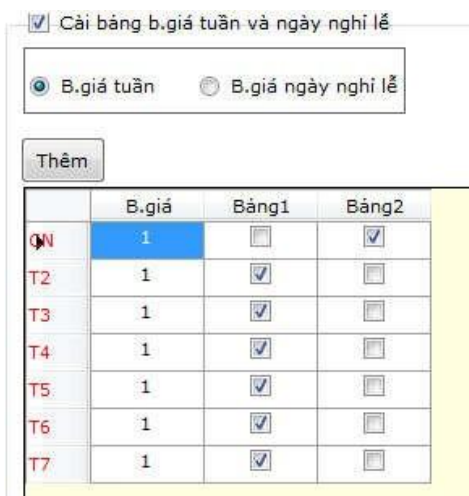 Cài bảng b.giá tuần và ngày nghỉ lễ
B.giá tuần B.giá ngày nghỉ lễ
Thêm
B.giá Bảng1 Bảng2
CN 1
T2 1
T3 1
T4 1
T5 1
T6 1
T7 1